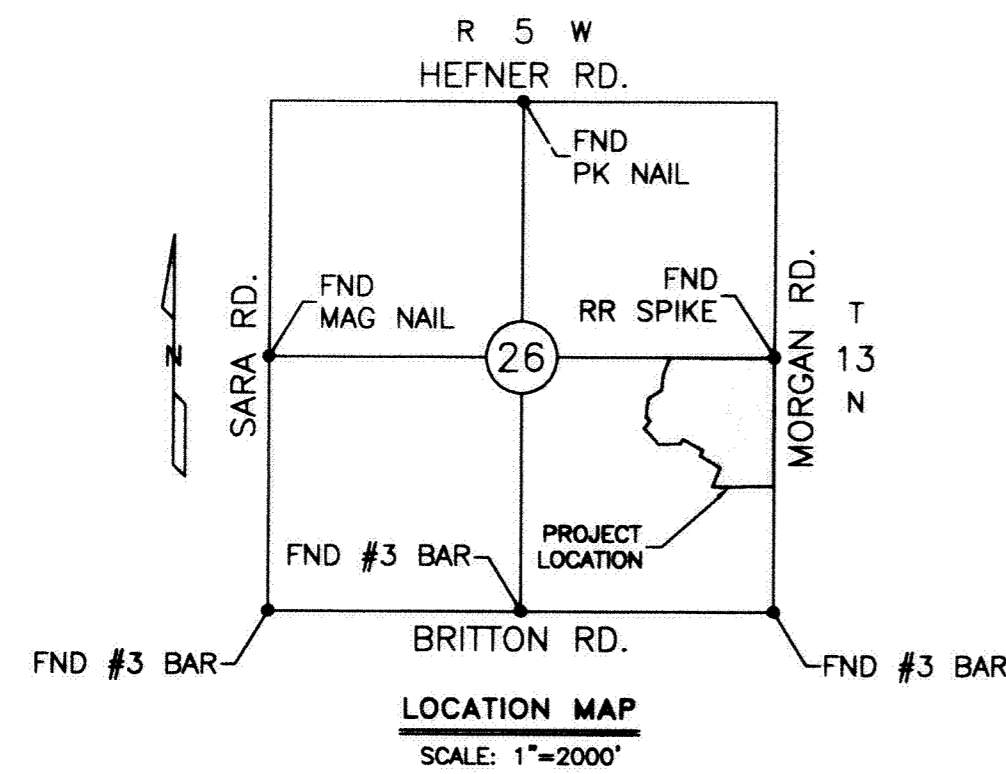 R 5 W
HEFNER RD.
FND
PK NAIL
FND
MAG NAIL
FND
RR SPIKE
SARA RD.
MORGAN RD.
T
13
N
N
26
PROJECT
LOCATION
FND #3 BAR
BRITTON RD.
FND #3 BAR
FND #3 BAR
LOCATION MAP
SCALE: 1"=2000'